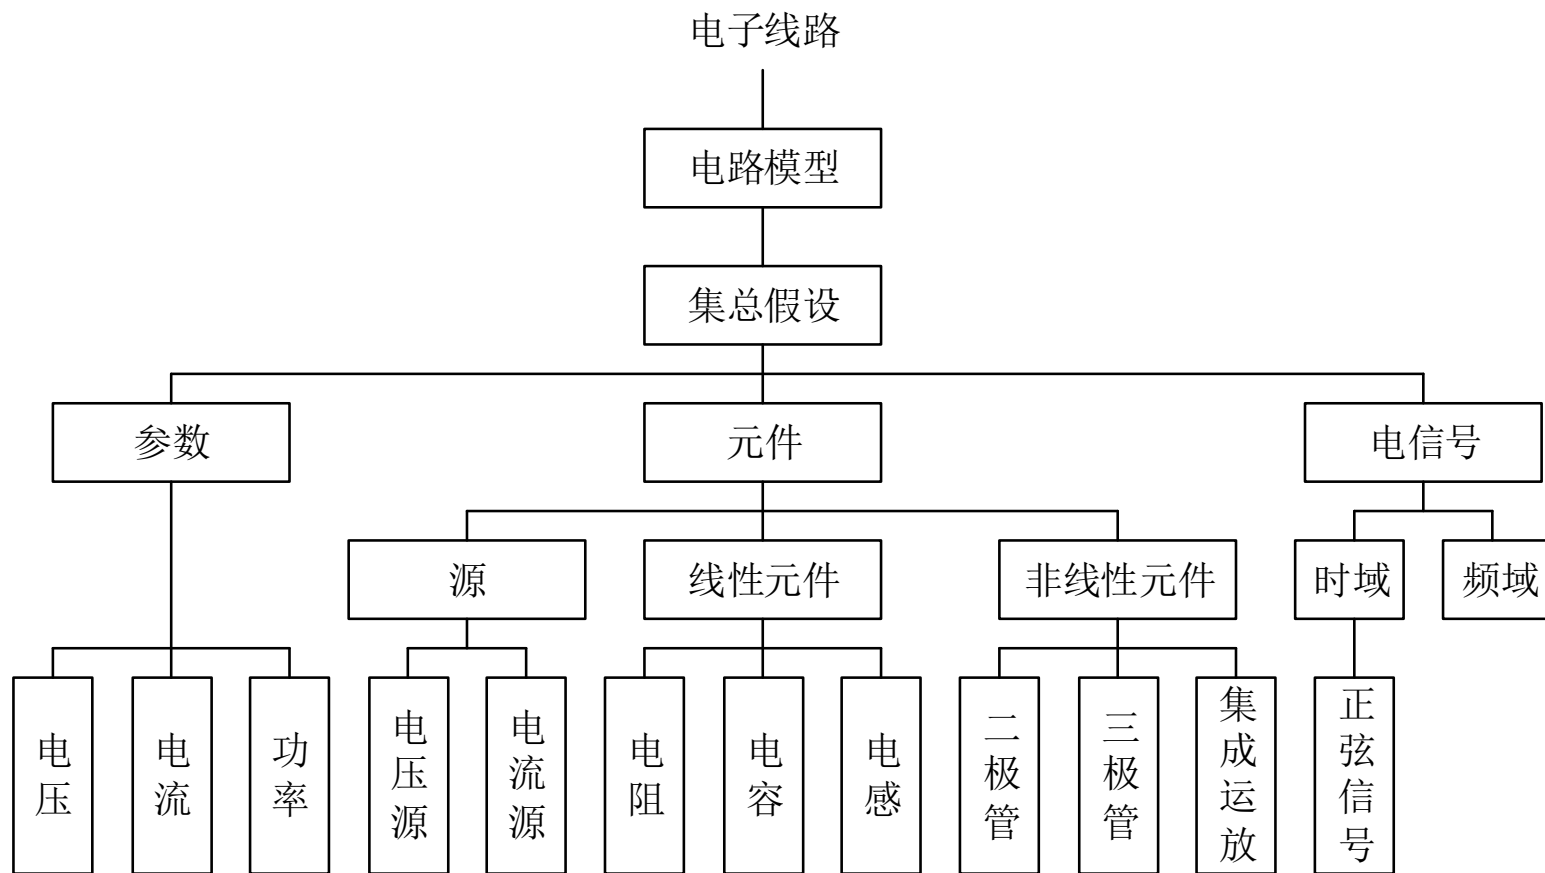 电子线路
电路模型
集总假设
参数
元件
电信号
源
线性元件
非线性元件
时域
频域
电压
电流
功率
电压源
电流源
电阻
电容
电感
二极管
三极管
集成运放
正弦信号